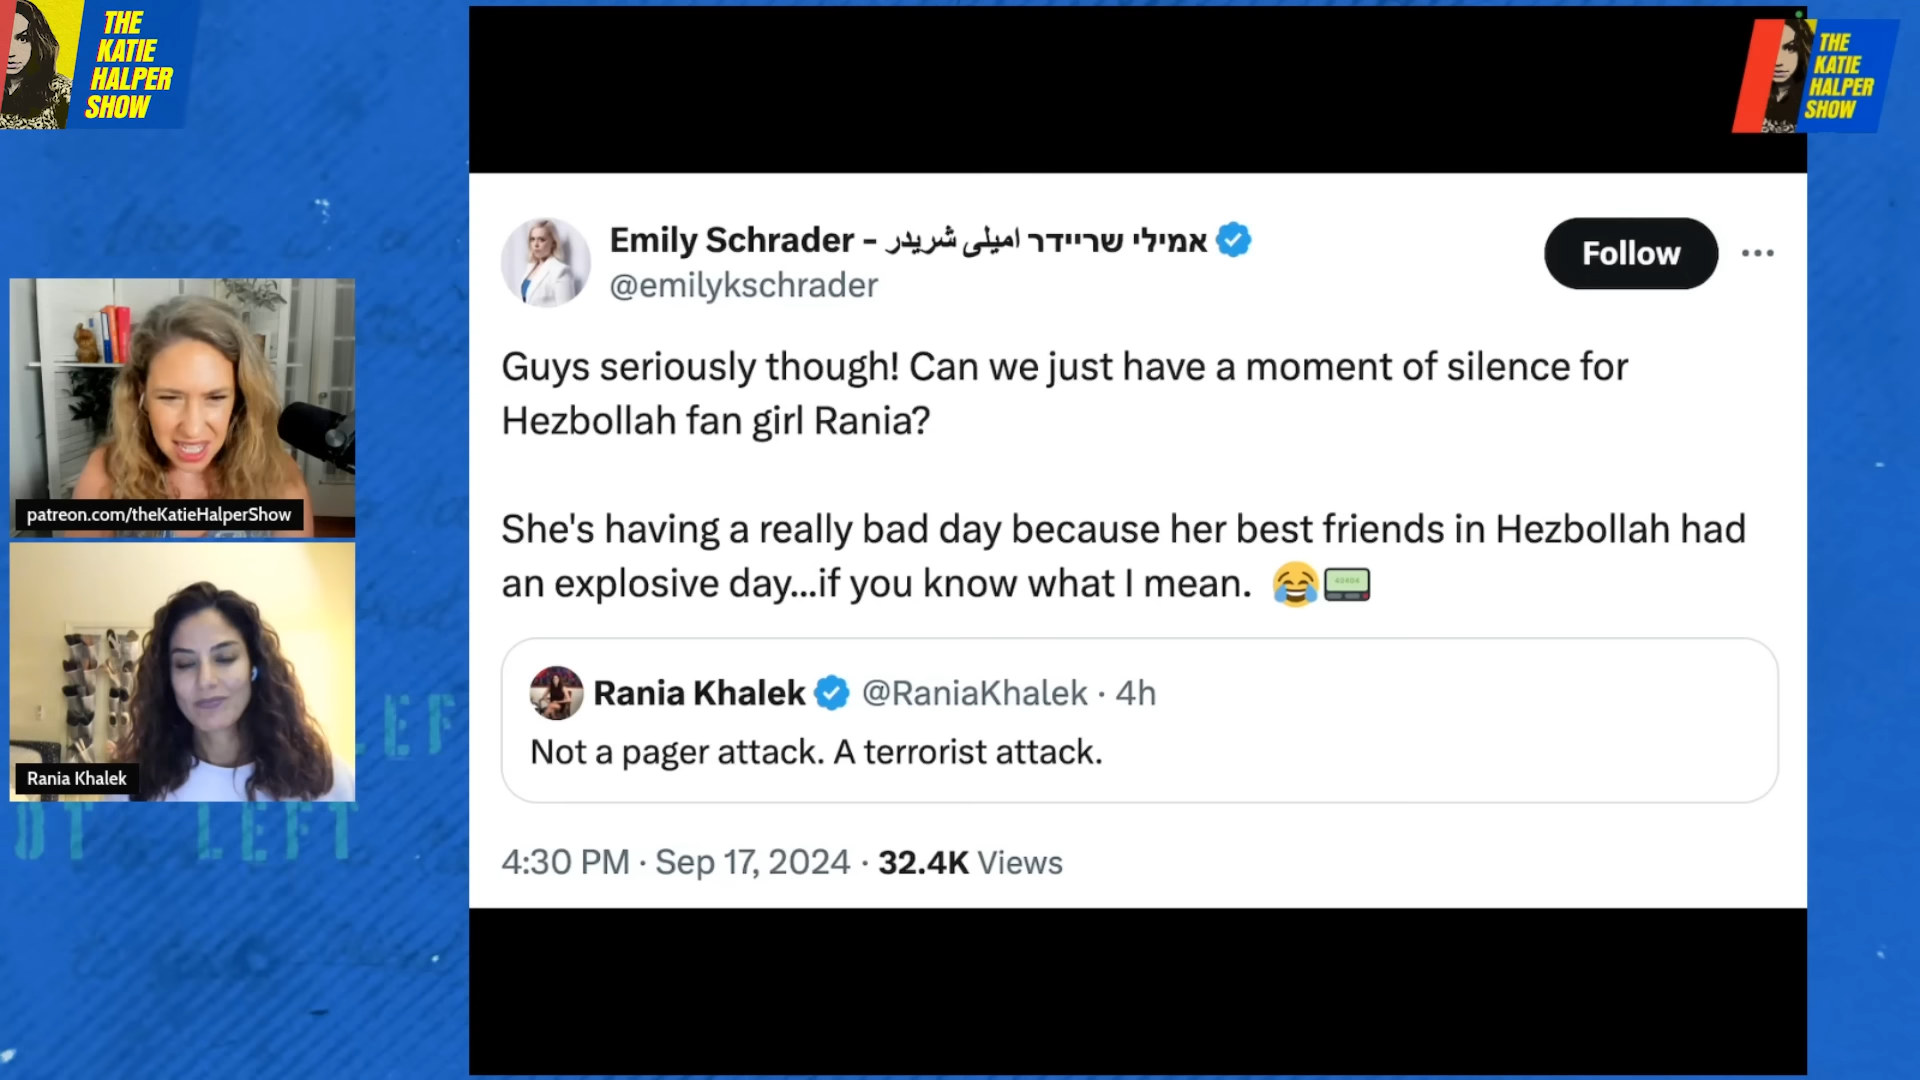 THE
KATIE
HALPER
SHOW
THE
KATIE
HALPER
SHOW
Emily Schrader - אמילי שריידר امیلی شریدر
@emilykschrader
Follow
Guys seriously though! Can we just have a moment of silence for
Hezbollah fan girl Rania?
She's having a really bad day because her best friends in Hezbollah had
an explosive day...if you know what I mean. 😂📟
Rania Khalek @RaniaKhalek · 4h
Not a pager attack. A terrorist attack.
4:30 PM · Sep 17, 2024 · 32.4K Views
patreon.com/theKatieHalperShow
Rania Khalek
LEFT